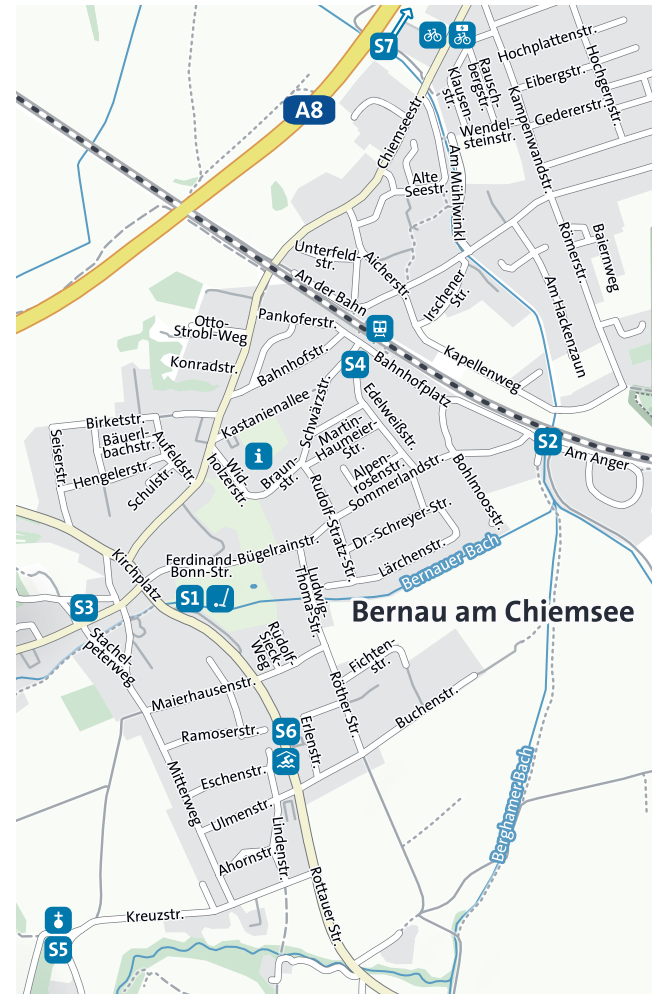 S7
A8
Chiemseestr.
Hochplattenstr.
Hochgernstr.
Eibergstr.
Gedererstr.
Rausch-
bergstr.
Klausen-
str.
Wendel-
steinstr.
Kampenwandstr.
Am-Mühlwinkl
Alte
Seestr.
Unterfeld-
str.
Aicherstr.
An der Bahn
Irschener
Str.
Römerstr.
Baiernweg
Am Hackenzaun
Otto-
Strobl-Weg
Pankoferstr.
Konradstr.
Bahnhofstr.
S4
Bahnhofplatz
Kapellenweg
Kastanienallee
Schwarzstr.
Edelweißstr.
Martin-
Haumeier-
Str.
Birketstr.
Bäuerl-
bachstr.
Aufeldstr.
Seiserstr.
Hengelerstr.
Schulstr.
Wid-
holzerstr.
i
Braun-
str.
Alpen-
rosenstr.
Sommerlandstr.
Bohlmoosstr.
S2
Am Anger
Rudolf-Stratz-Str.
Dr.-Schreyer-Str.
Lärchenstr.
Bernauer Bach
Ferdinand-Bügelrainstr.
Bonn-Str.
Kirchplatz
S1
S3
Ludwig-
Thoma-Str.
Bernau am Chiemsee
Stachel-
peterweg
Rudolf-
Sieck-
Weg
Fichten-
str.
Maierhausenstr.
Röther Str.
Buchenstr.
Ramoserstr.
S6
Erlenstr.
Eschenstr.
Mitterweg
Ulmenstr.
Lindenstr.
Ahornstr.
Berghamer Bach
Rottauer Str.
Kreuzstr.
S5